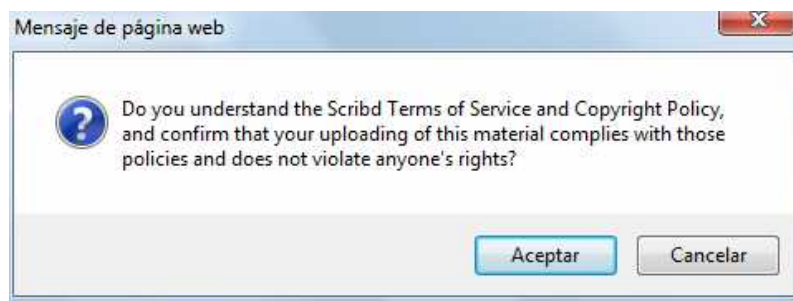 Mensaje de página web
Do you understand the Scribd Terms of Service and Copyright Policy,
and confirm that your uploading of this material complies with those
policies and does not violate anyone's rights?
Aceptar Cancelar